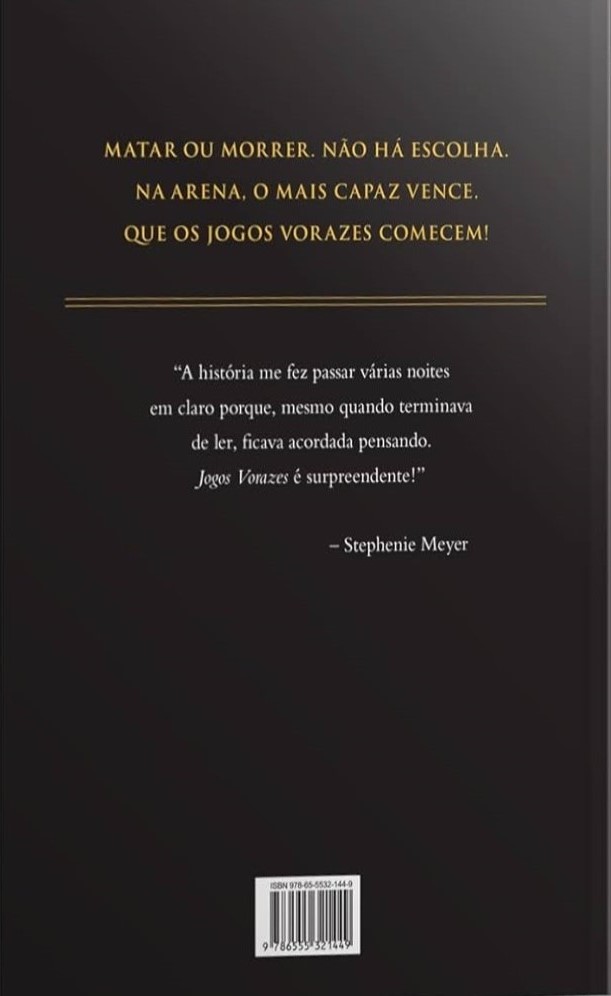 MATAR OU MORRER. NÃO HÁ ESCOLHA.
NA ARENA, O MAIS CAPAZ VENCE.
QUE OS JOGOS VORAZES COMECEM!
“A história me fez passar várias noites
em claro porque, mesmo quando terminava
de ler, ficava acordada pensando.
Jogos Vorazes é surpreendente!”
– Stephenie Meyer
ISBN 978-65-5532-144-9
9 786555 321449